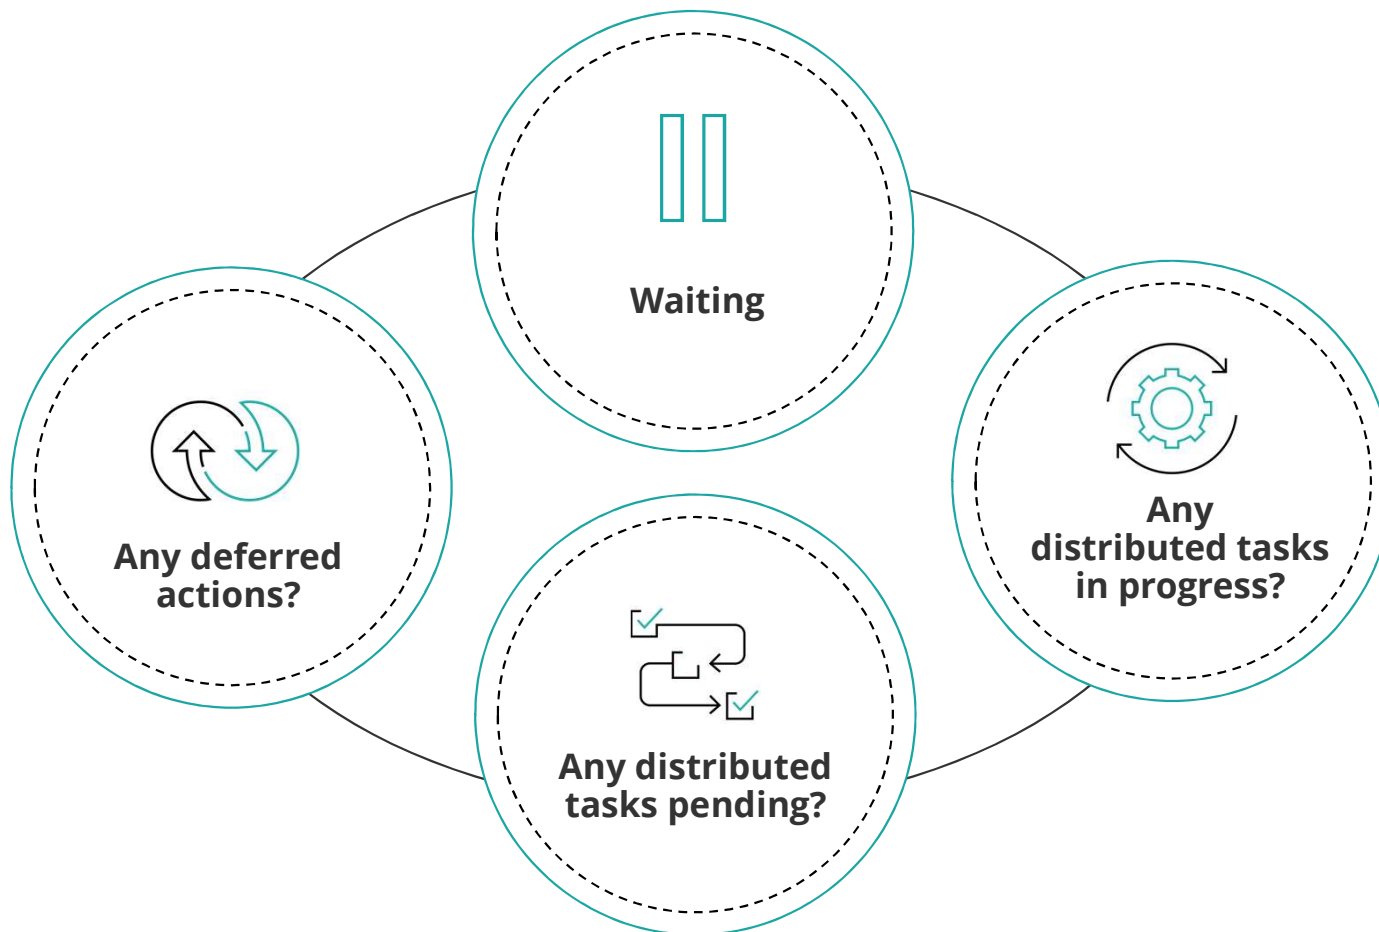 Waiting
Any deferred
actions?
Any
distributed tasks
in progress?
Any distributed
tasks pending?